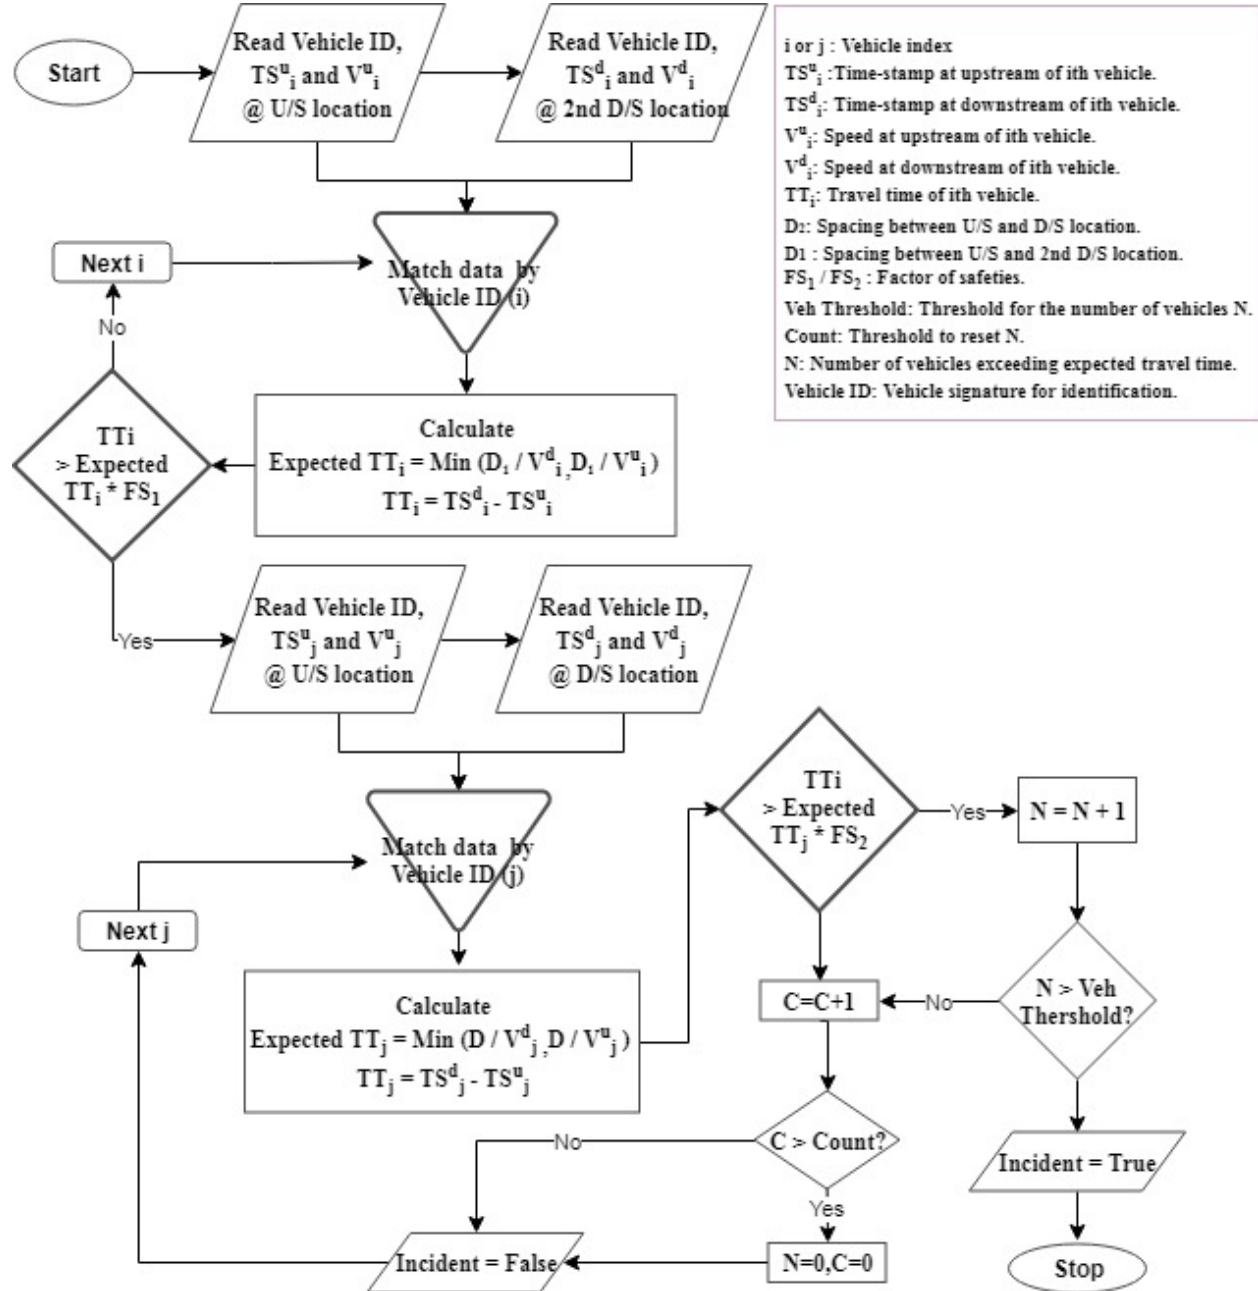 Start
Read Vehicle ID,
TSᵘᵢ and Vᵘᵢ
@ U/S location
Read Vehicle ID,
TSᵈᵢ and Vᵈᵢ
@ 2nd D/S location
i or j : Vehicle index
TSᵘᵢ :Time-stamp at upstream of ith vehicle.
TSᵈᵢ: Time-stamp at downstream of ith vehicle.
Vᵘᵢ: Speed at upstream of ith vehicle.
Vᵈᵢ: Speed at downstream of ith vehicle.
TTᵢ: Travel time of ith vehicle.
D₂: Spacing between U/S and D/S location.
D1 : Spacing between U/S and 2nd D/S location.
FS₁ / FS₂ : Factor of safeties.
Veh Threshold: Threshold for the number of vehicles N.
Count: Threshold to reset N.
N: Number of vehicles exceeding expected travel time.
Vehicle ID: Vehicle signature for identification.
Next i
Match data by
Vehicle ID (i)
No
TTi
> Expected
TTᵢ * FS₁
Calculate
Expected TTᵢ = Min (D₁ / Vᵈᵢ ,D₁ / Vᵘᵢ )
TTᵢ = TSᵈᵢ - TSᵘᵢ
Yes
Read Vehicle ID,
TSᵘⱼ and Vᵘⱼ
@ U/S location
Read Vehicle ID,
TSᵈⱼ and Vᵈⱼ
@ D/S location
Match data by
Vehicle ID (j)
Next j
Calculate
Expected TTⱼ = Min (D / Vᵈⱼ ,D / Vᵘⱼ )
TTⱼ = TSᵈⱼ - TSᵘⱼ
TTi
> Expected
TTⱼ * FS₂
Yes
N = N + 1
N > Veh
Thershold?
No
C=C+1
C > Count?
No
Yes
N=0,C=0
Incident = False
Incident = True
Stop